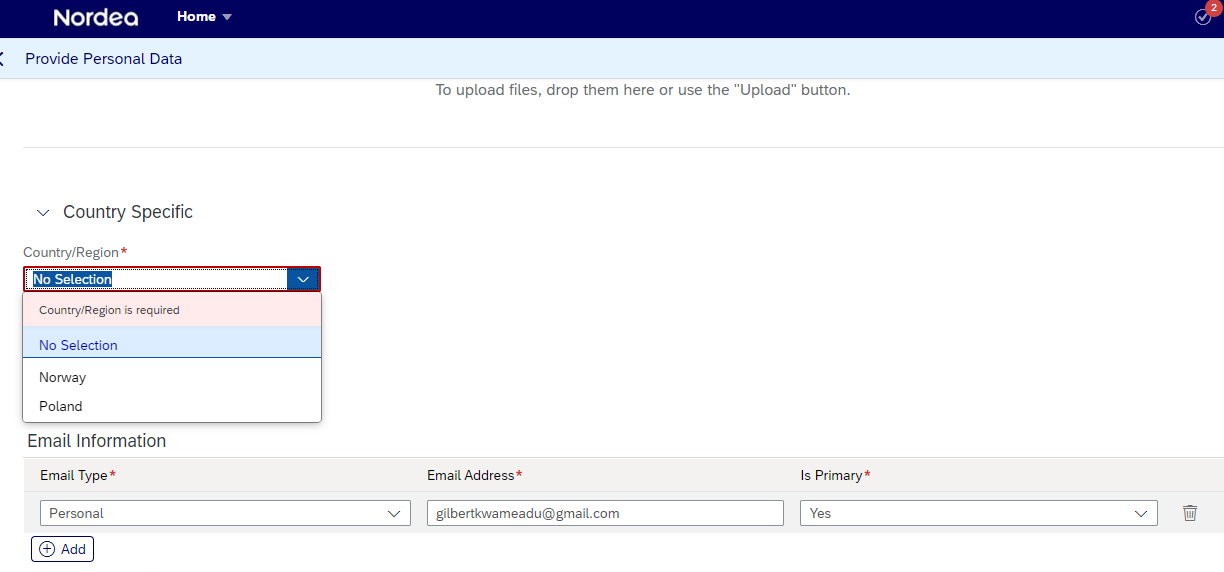 Nordea Home 2
Provide Personal Data
To upload files, drop them here or use the "Upload" button.
Country Specific
Country/Region*
No Selection
Country/Region is required
No Selection
Norway
Poland
Email Information
Email Type* Email Address* Is Primary*
Personal gilbertkwameadu@gmail.com Yes
Add